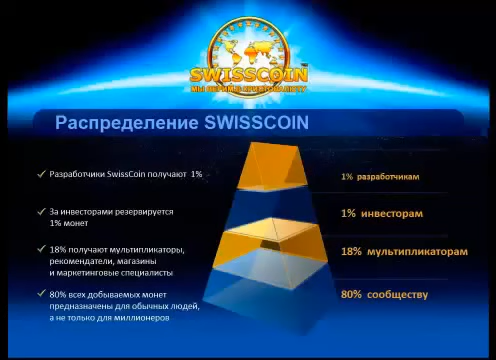 SWISSCOIN
Распределение SWISSCOIN
✓ Разработчики SwissCoin получают 1%
✓ За инвесторами резервируется
1% монет
✓ 18% получают мультипликаторы,
рекомендатели, магазины
и маркетинговые специалисты
✓ 80% всех добываемых монет
предназначены для обычных людей,
а не только для миллионеров
1% разработчикам
1% инвесторам
18% мультипликаторам
80% сообществу